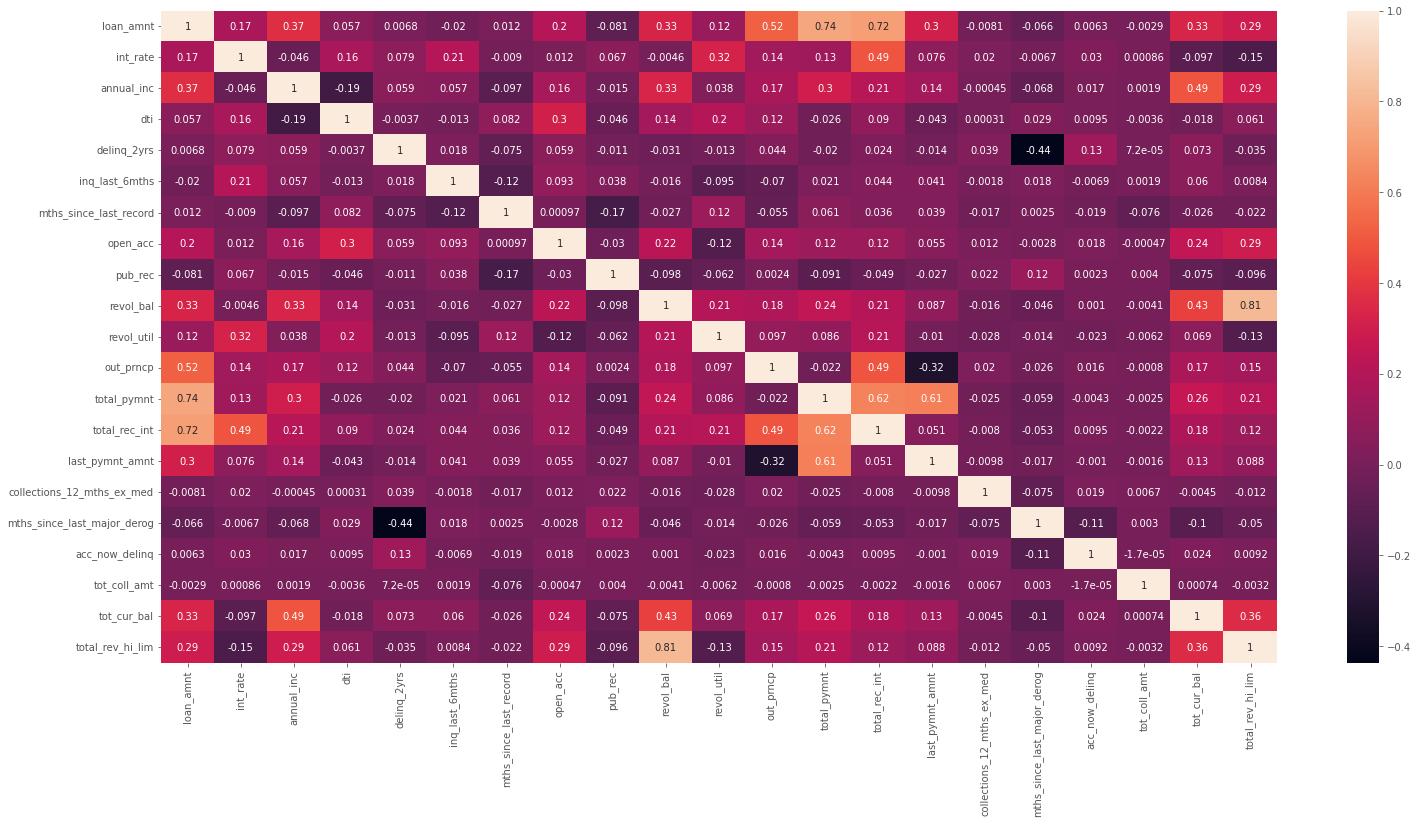 loan_amnt 1 0.17 0.37 0.057 0.0068 -0.02 0.012 0.2 -0.081 0.33 0.12 0.52 0.74 0.72 0.3 -0.0081 -0.066 0.0063 -0.0029 0.33 0.29
int_rate 0.17 1 -0.046 0.16 0.079 0.21 -0.009 0.012 0.067 -0.0046 0.32 0.14 0.13 0.49 0.076 0.02 -0.0067 0.03 0.00086 -0.097 -0.15
annual_inc 0.37 -0.046 1 -0.19 0.059 0.057 -0.097 0.16 -0.015 0.33 0.038 0.17 0.3 0.21 0.14 -0.00045 -0.068 0.017 0.0019 0.49 0.29
dti 0.057 0.16 -0.19 1 -0.0037 -0.013 0.082 0.3 -0.046 0.14 0.2 0.12 -0.026 0.09 -0.043 0.00031 0.029 0.0095 -0.0036 -0.018 0.061
delinq_2yrs 0.0068 0.079 0.059 -0.0037 1 0.018 -0.075 0.059 -0.011 -0.031 -0.013 0.044 -0.02 0.024 -0.014 0.039 -0.44 0.13 7.2e-05 0.073 -0.035
inq_last_6mths -0.02 0.21 0.057 -0.013 0.018 1 -0.12 0.093 0.038 -0.016 -0.095 -0.07 0.021 0.044 0.041 -0.0018 0.018 -0.0069 0.0019 0.06 0.0084
mths_since_last_record 0.012 -0.009 -0.097 0.082 -0.075 -0.12 1 0.00097 -0.17 -0.027 0.12 -0.055 0.061 0.036 0.039 -0.017 0.0025 -0.019 -0.076 -0.026 -0.022
open_acc 0.2 0.012 0.16 0.3 0.059 0.093 0.00097 1 -0.03 0.22 -0.12 0.14 0.12 0.12 0.055 0.012 -0.0028 0.018 -0.00047 0.24 0.29
pub_rec -0.081 0.067 -0.015 -0.046 -0.011 0.038 -0.17 -0.03 1 -0.098 -0.062 0.0024 -0.091 -0.049 -0.027 0.022 0.12 0.0023 0.004 -0.075 -0.096
revol_bal 0.33 -0.0046 0.33 0.14 -0.031 -0.016 -0.027 0.22 -0.098 1 0.21 0.18 0.24 0.21 0.087 -0.016 -0.046 0.001 -0.0041 0.43 0.81
revol_util 0.12 0.32 0.038 0.2 -0.013 -0.095 0.12 -0.12 -0.062 0.21 1 0.097 0.086 0.21 -0.01 -0.028 -0.014 -0.023 -0.0062 0.069 -0.13
out_prncp 0.52 0.14 0.17 0.12 0.044 -0.07 -0.055 0.14 0.0024 0.18 0.097 1 -0.022 0.49 -0.32 0.02 -0.026 0.016 -0.0008 0.17 0.15
total_pymnt 0.74 0.13 0.3 -0.026 -0.02 0.021 0.061 0.12 -0.091 0.24 0.086 -0.022 1 0.62 0.61 -0.025 -0.059 -0.0043 -0.0025 0.26 0.21
total_rec_int 0.72 0.49 0.21 0.09 0.024 0.044 0.036 0.12 -0.049 0.21 0.21 0.49 0.62 1 0.051 -0.008 -0.053 0.0095 -0.0022 0.18 0.12
last_pymnt_amnt 0.3 0.076 0.14 -0.043 -0.014 0.041 0.039 0.055 -0.027 0.087 -0.01 -0.32 0.61 0.051 1 -0.0098 -0.017 -0.001 -0.0016 0.13 0.088
collections_12_mths_ex_med -0.0081 0.02 -0.00045 0.00031 0.039 -0.0018 -0.017 0.012 0.022 -0.016 -0.028 0.02 -0.025 -0.008 -0.0098 1 -0.075 0.019 0.0067 -0.0045 -0.012
mths_since_last_major_derog -0.066 -0.0067 -0.068 0.029 -0.44 0.018 0.0025 -0.0028 0.12 -0.046 -0.014 -0.026 -0.059 -0.053 -0.017 -0.075 1 -0.11 0.003 -0.1 -0.05
acc_now_delinq 0.0063 0.03 0.017 0.0095 0.13 -0.0069 -0.019 0.018 0.0023 0.001 -0.023 0.016 -0.0043 0.0095 -0.001 0.019 -0.11 1 -1.7e-05 0.024 0.0092
tot_coll_amt -0.0029 0.00086 0.0019 -0.0036 7.2e-05 0.0019 -0.076 -0.00047 0.004 -0.0041 -0.0062 -0.0008 -0.0025 -0.0022 -0.0016 0.0067 0.003 -1.7e-05 1 0.00074 -0.0032
tot_cur_bal 0.33 -0.097 0.49 -0.018 0.073 0.06 -0.026 0.24 -0.075 0.43 0.069 0.17 0.26 0.18 0.13 -0.0045 -0.1 0.024 0.00074 1 0.36
total_rev_hi_lim 0.29 -0.15 0.29 0.061 -0.035 0.0084 -0.022 0.29 -0.096 0.81 -0.13 0.15 0.21 0.12 0.088 -0.012 -0.05 0.0092 -0.0032 0.36 1
loan_amnt
int_rate
annual_inc
dti
delinq_2yrs
inq_last_6mths
mths_since_last_record
open_acc
pub_rec
revol_bal
revol_util
out_prncp
total_pymnt
total_rec_int
last_pymnt_amnt
collections_12_mths_ex_med
mths_since_last_major_derog
acc_now_delinq
tot_coll_amt
tot_cur_bal
total_rev_hi_lim
1.0
0.8
0.6
0.4
0.2
0.0
−0.2
−0.4